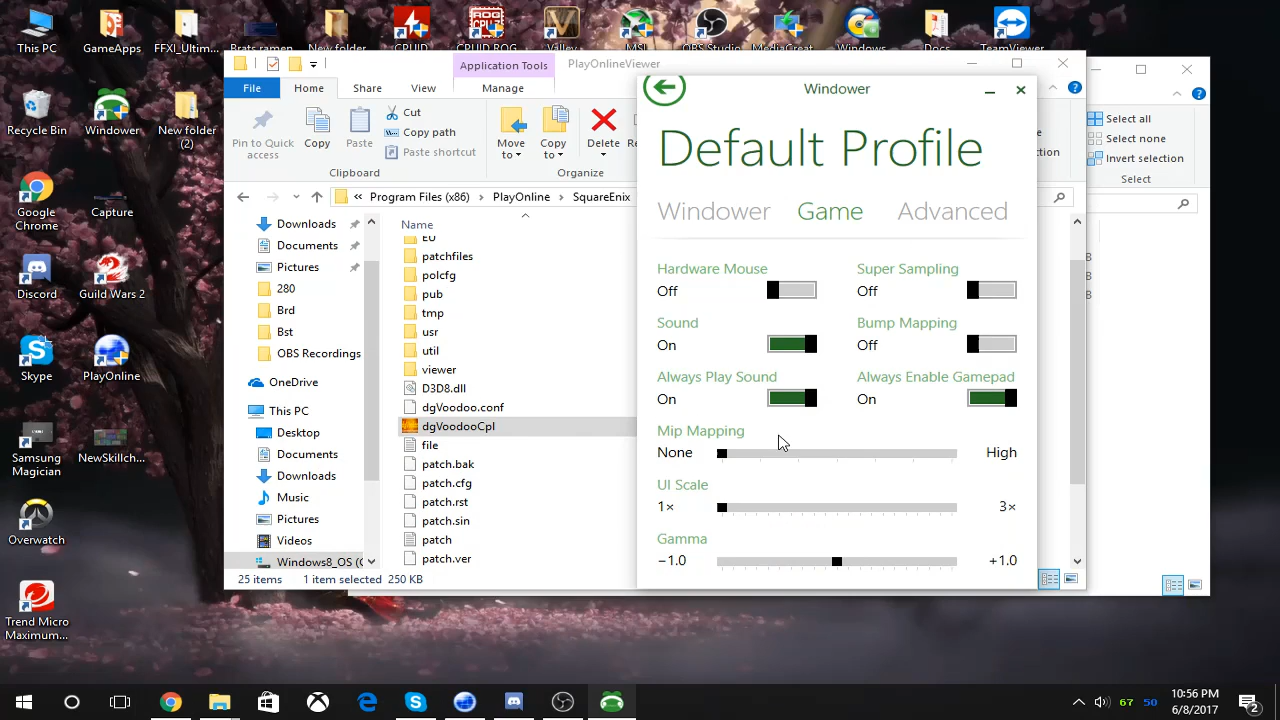 This PC
GameApps
FFXI_Ultim...
Brats ramen
New folder
CPUID
CPUID ROG
Valley
MSI
OBS Studio
MediaCreat...
Windows
Docs
TeamViewer
Application Tools
PlayOnlineViewer
File
Home
Share
View
Manage
Pin to Quick
access
Copy
Paste
Cut
Copy path
Paste shortcut
Clipboard
Move
to
Copy
to
Delete
Re
Organize
« Program Files (x86) > PlayOnline > SquareEnix
Recycle Bin
Windower
New folder
(2)
Google
Chrome
Capture
Discord
Guild Wars 2
Skype
PlayOnline
Samsung
Magician
NewSkillch...
Overwatch
Trend Micro
Maximum...
Downloads
Documents
Pictures
280
Brd
Bst
OBS Recordings
OneDrive
This PC
Desktop
Documents
Downloads
Music
Pictures
Videos
Windows8_OS (C
Name
EU
patchfiles
polcfg
pub
tmp
usr
util
viewer
D3D8.dll
dgVoodoo.conf
dgVoodooCpl
file
patch.bak
patch.cfg
patch.rst
patch.sin
patch
patch.ver
25 items
1 item selected 250 KB
Windower
Default Profile
Windower
Game
Advanced
Hardware Mouse
Off
Super Sampling
Off
Sound
On
Bump Mapping
Off
Always Play Sound
On
Always Enable Gamepad
On
Mip Mapping
None
High
UI Scale
1×
3×
Gamma
−1.0
+1.0
Select all
Select none
Invert selection
Select
67
50
10:56 PM
6/8/2017
2